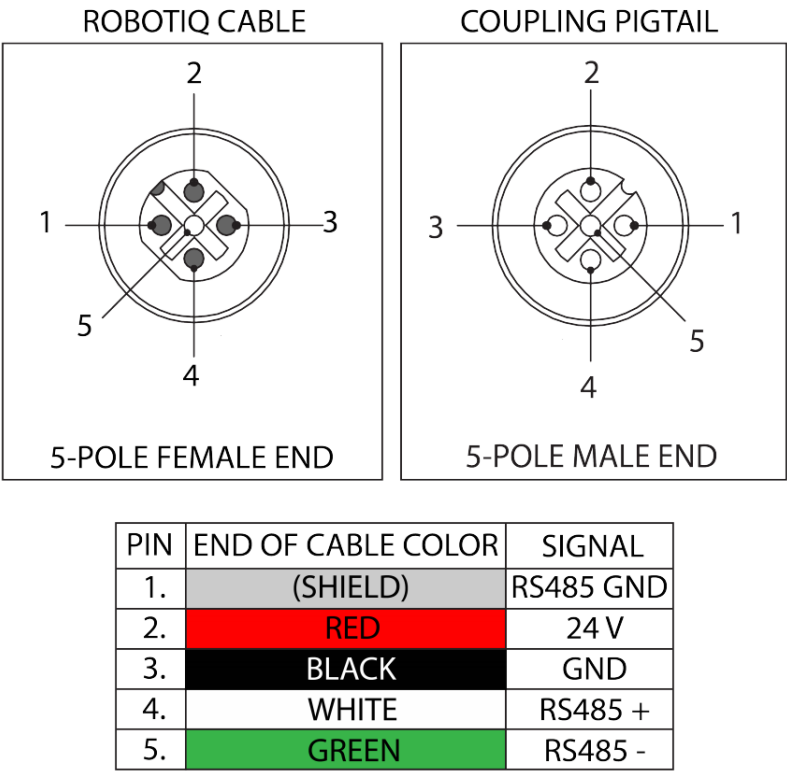 ROBOTIQ CABLE
2
1
3
5
4
5-POLE FEMALE END
COUPLING PIGTAIL
2
3
1
5
4
5-POLE MALE END
PIN END OF CABLE COLOR SIGNAL
1. (SHIELD) RS485 GND
2. RED 24 V
3. BLACK GND
4. WHITE RS485 +
5. GREEN RS485 -